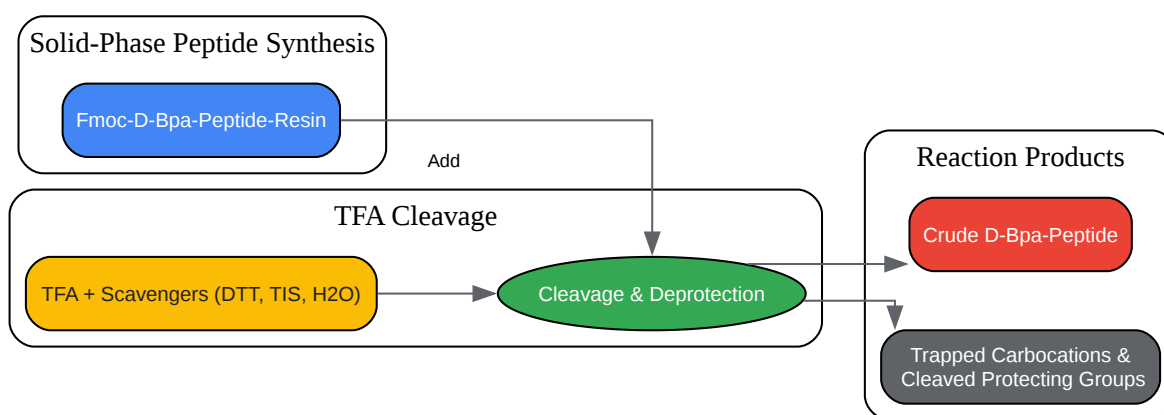 Solid-Phase Peptide Synthesis
Fmoc-D-Bpa-Peptide-Resin
Add
TFA Cleavage
TFA + Scavengers (DTT, TIS, H2O)
Cleavage & Deprotection
Reaction Products
Crude D-Bpa-Peptide
Trapped Carbocations &
Cleaved Protecting Groups